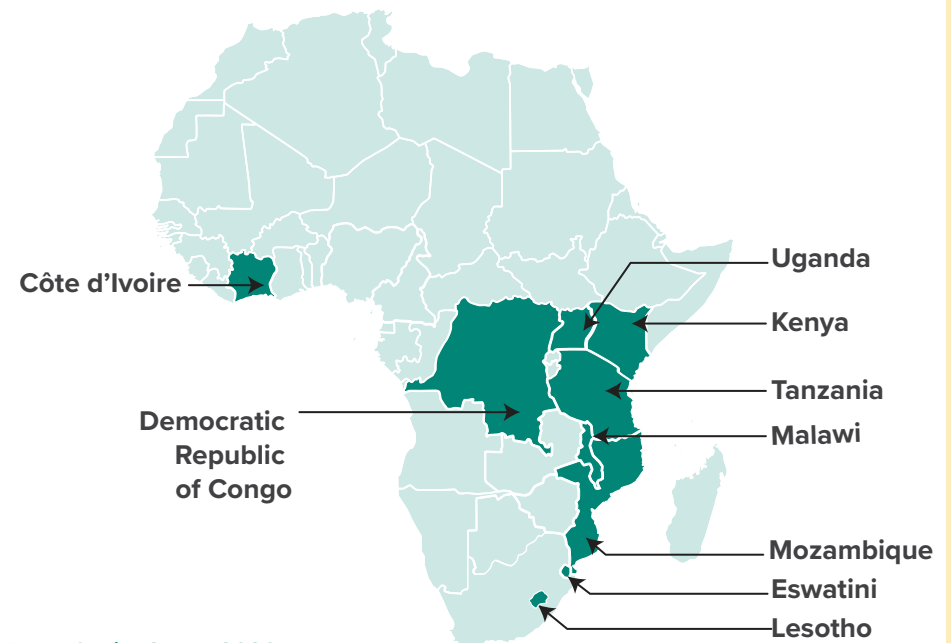 Côte d’Ivoire
Democratic
Republic
of Congo
Uganda
Kenya
Tanzania
Malawi
Mozambique
Eswatini
Lesotho